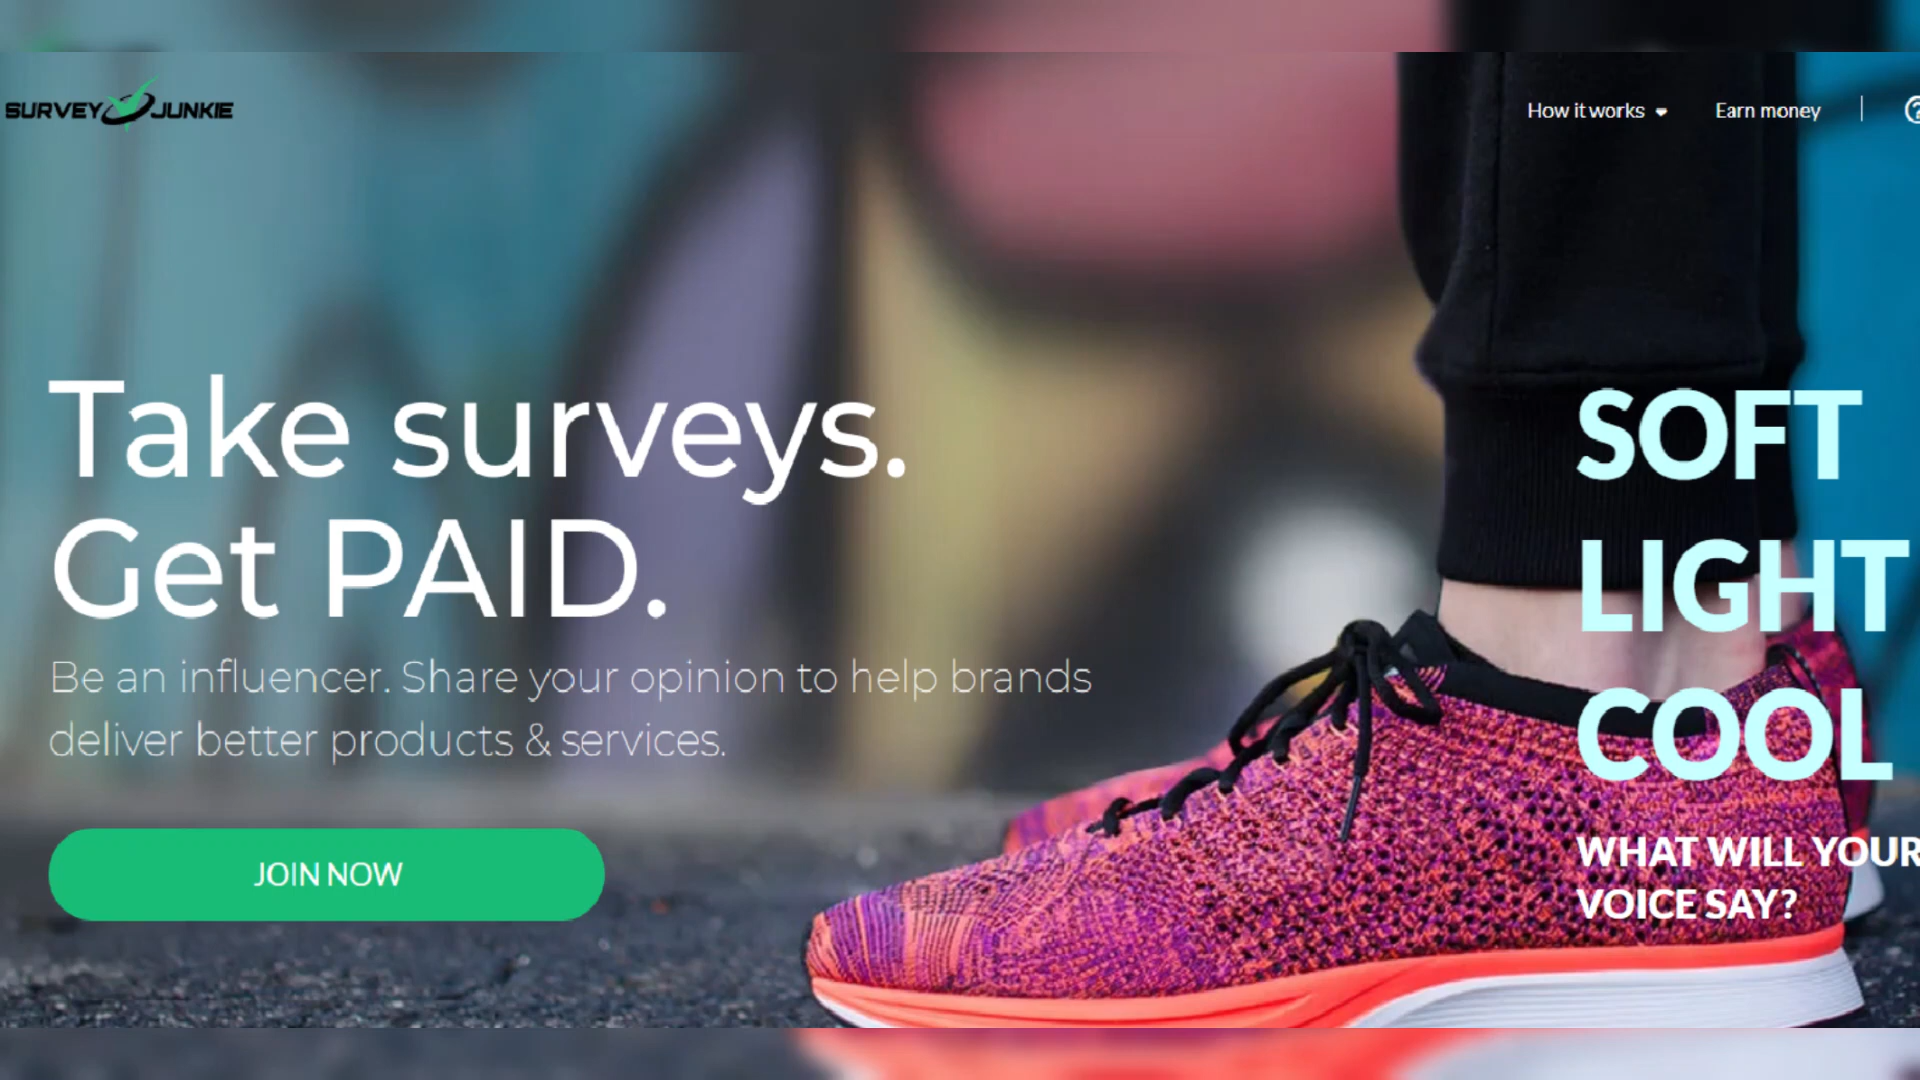 SURVEY JUNKIE
How it works
Earn money
Take surveys.
Get PAID.
Be an influencer. Share your opinion to help brands
deliver better products & services.
JOIN NOW
SOFT
LIGHT
COOL
WHAT WILL YOUR
VOICE SAY?